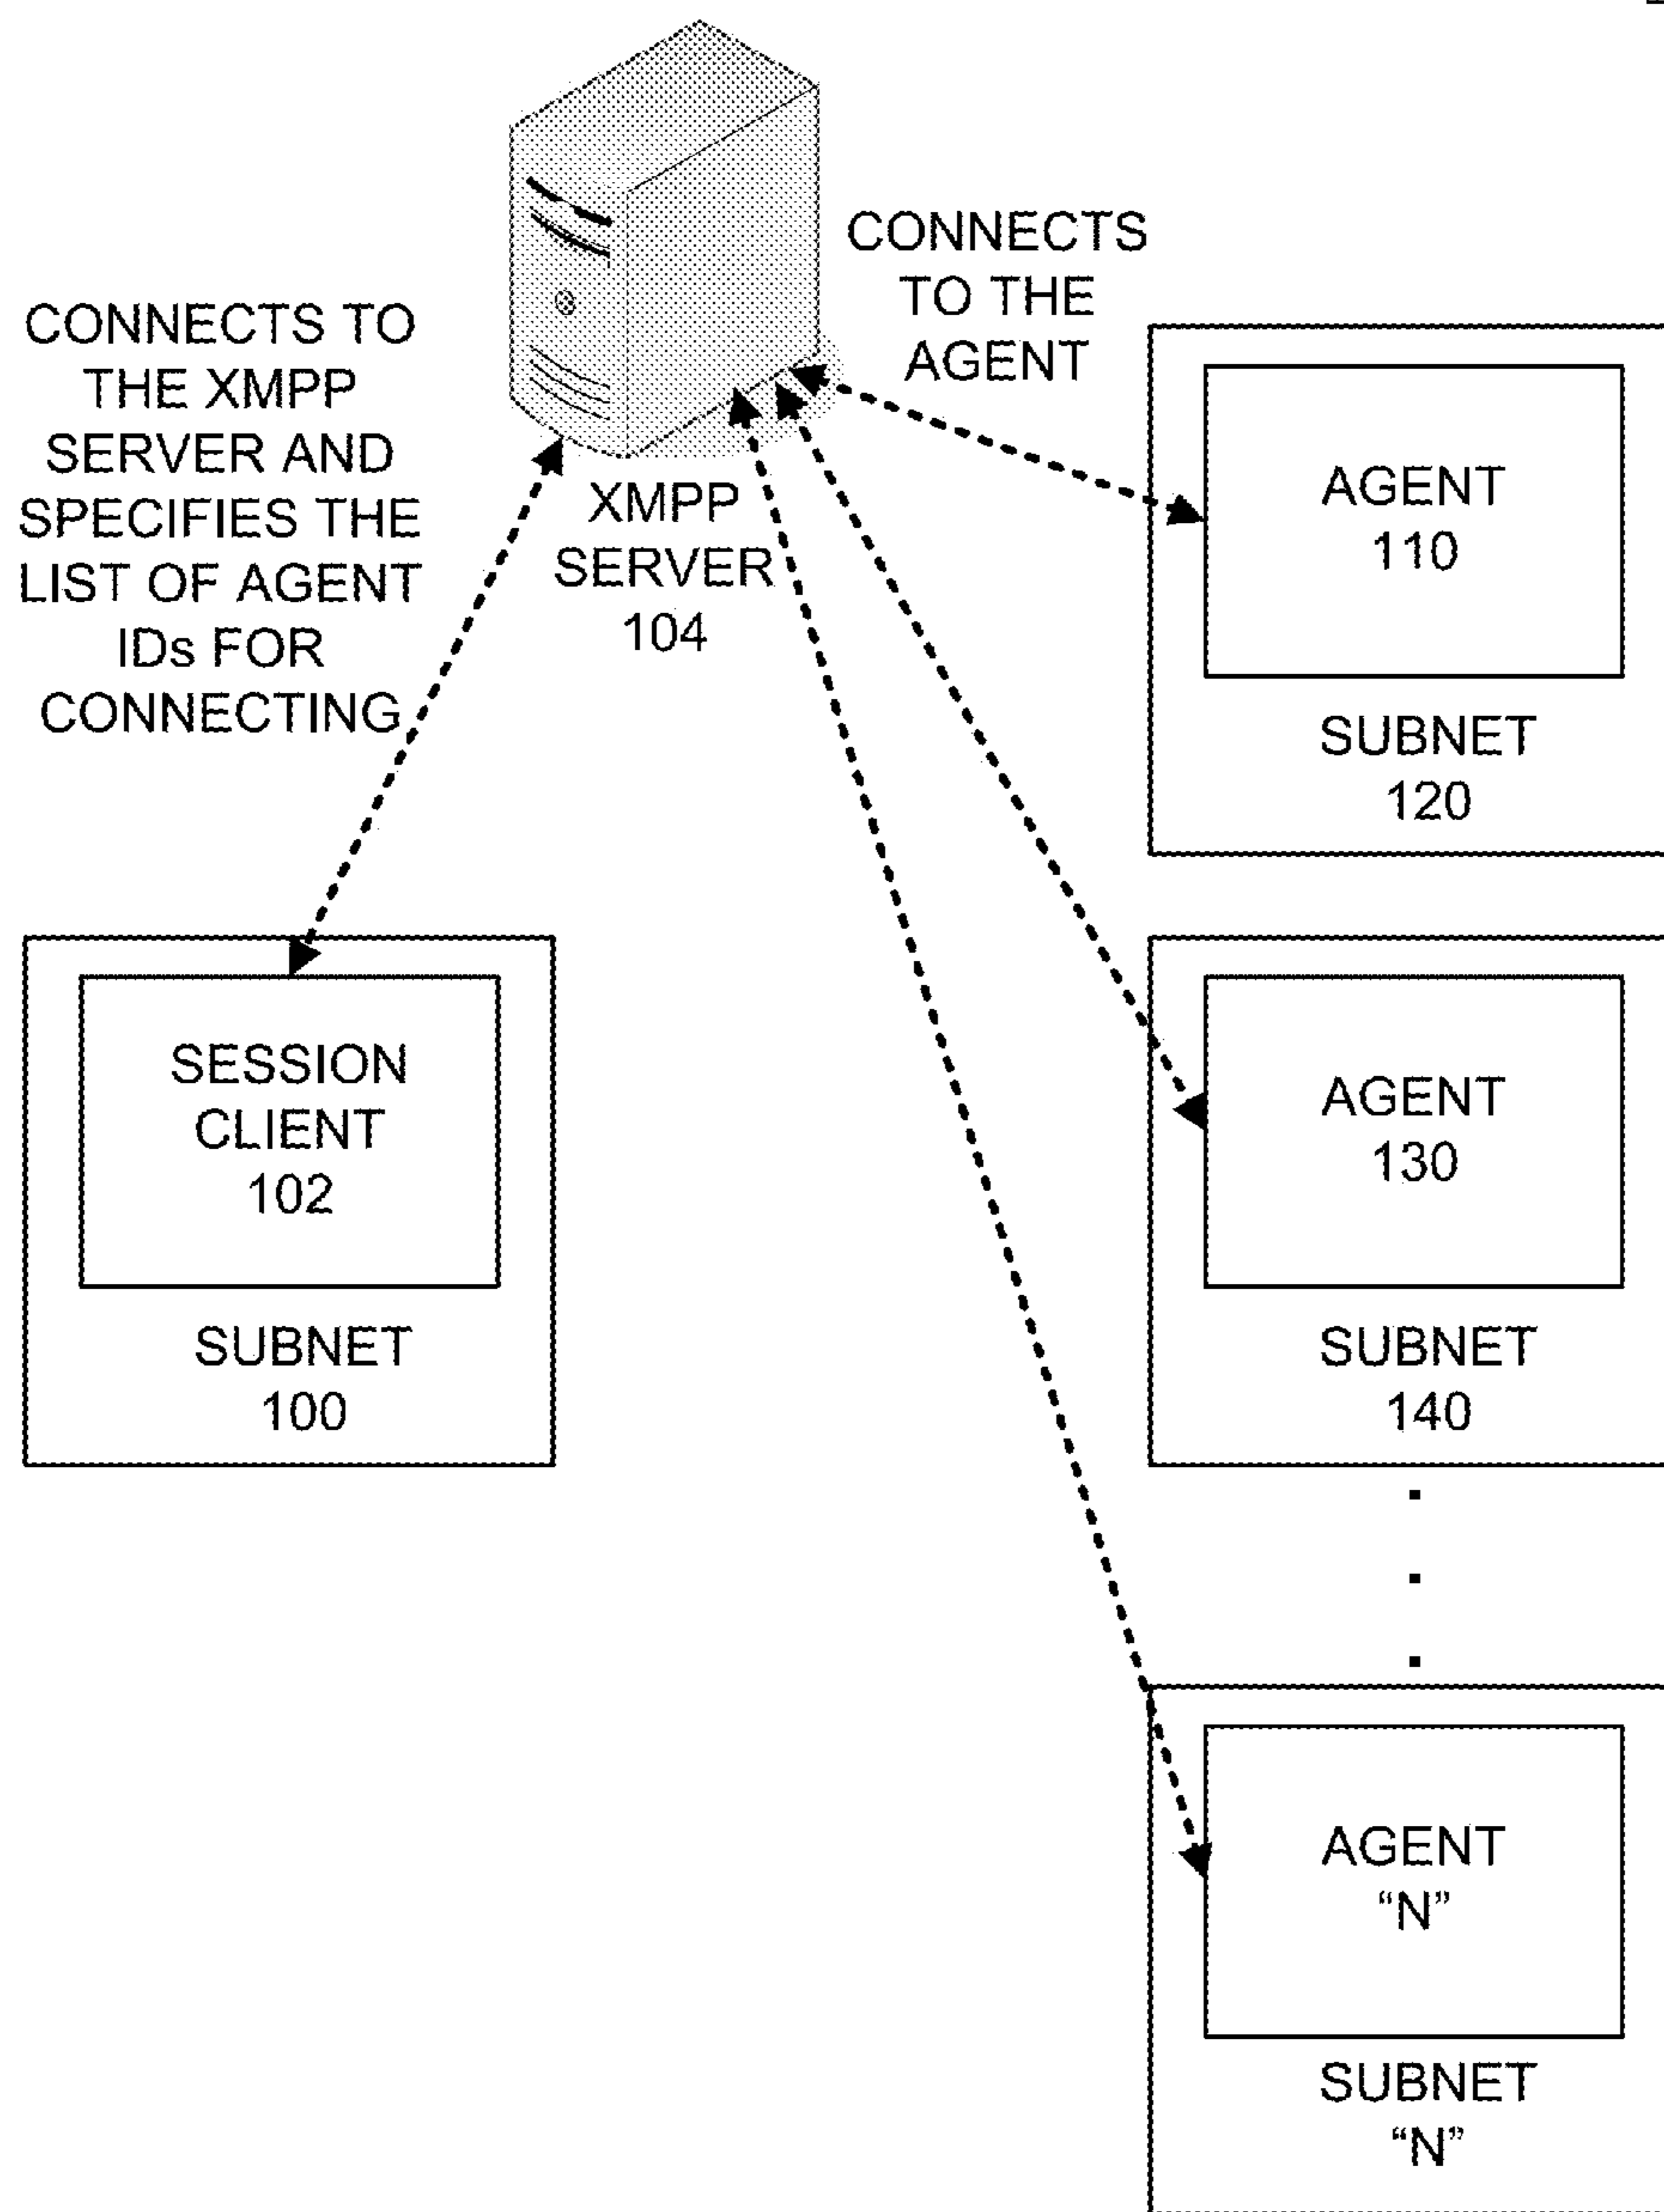 CONNECTS TO
THE XMPP
SERVER AND
SPECIFIES THE
LIST OF AGENT
IDs FOR
CONNECTING
XMPP
SERVER
104
CONNECTS
TO THE
AGENT
AGENT
110
SUBNET
120
SESSION
CLIENT
102
SUBNET
100
AGENT
130
SUBNET
140
.
.
.
AGENT
“N”
SUBNET
“N”